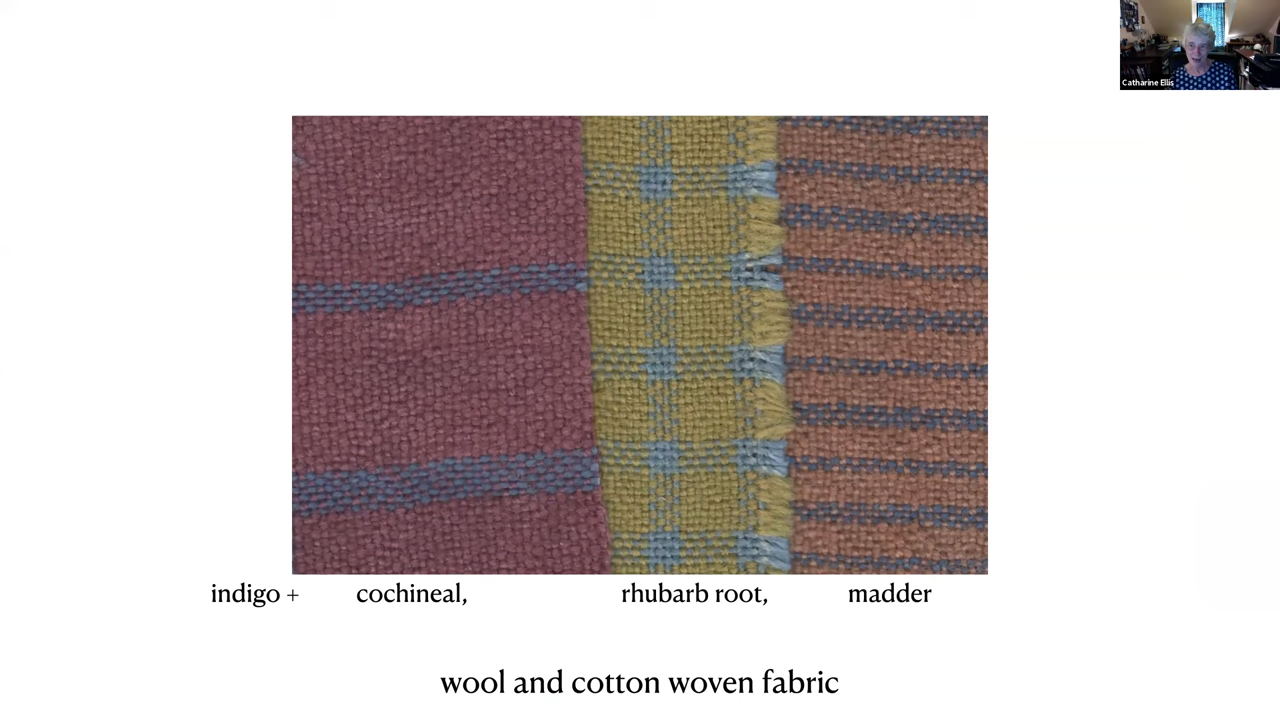 Catharine Ellis
indigo + cochineal, rhubarb root, madder
wool and cotton woven fabric